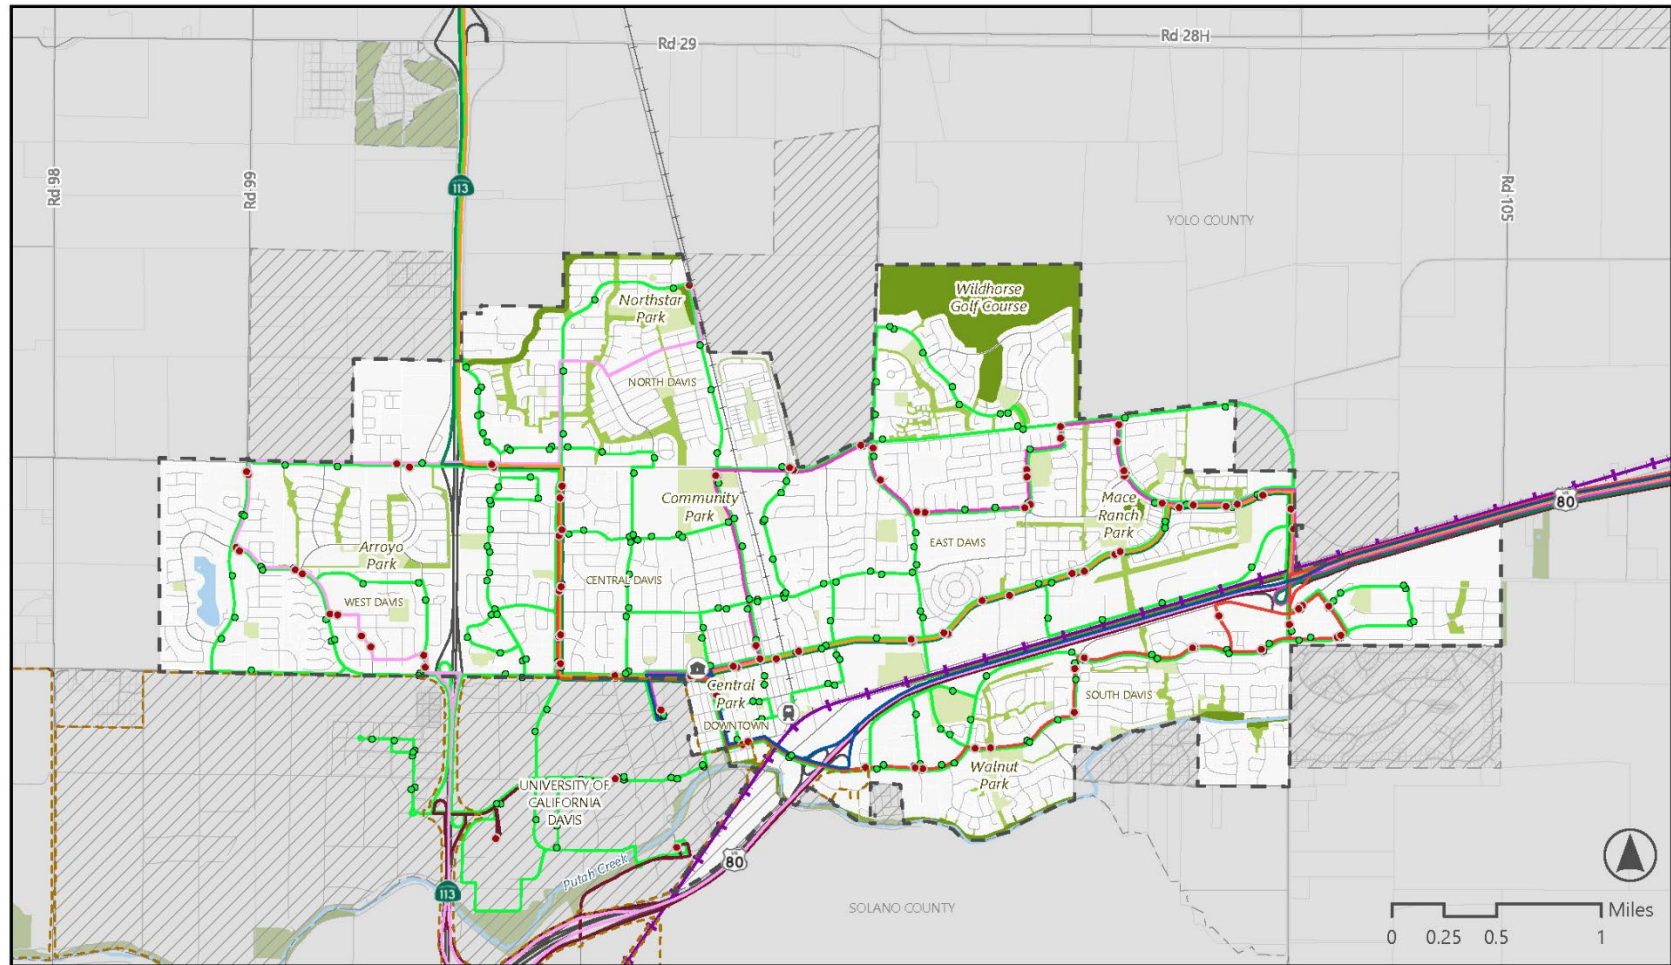 Rd 29
Rd 28H
Rd 98
Rd 99
113
Rd 105
YOLO COUNTY
Wildhorse
Golf Course
Northstar
Park
NORTH DAVIS
Community
Park
Mace
Ranch
Park
80
Arroyo
Park
EAST DAVIS
CENTRAL DAVIS
WEST DAVIS
Central
Park
SOUTH DAVIS
DOWNTOWN
Walnut
Park
UNIVERSITY OF
CALIFORNIA
DAVIS
Putah Creek
80
113
SOLANO COUNTY
Miles
0 0.25 0.5 1